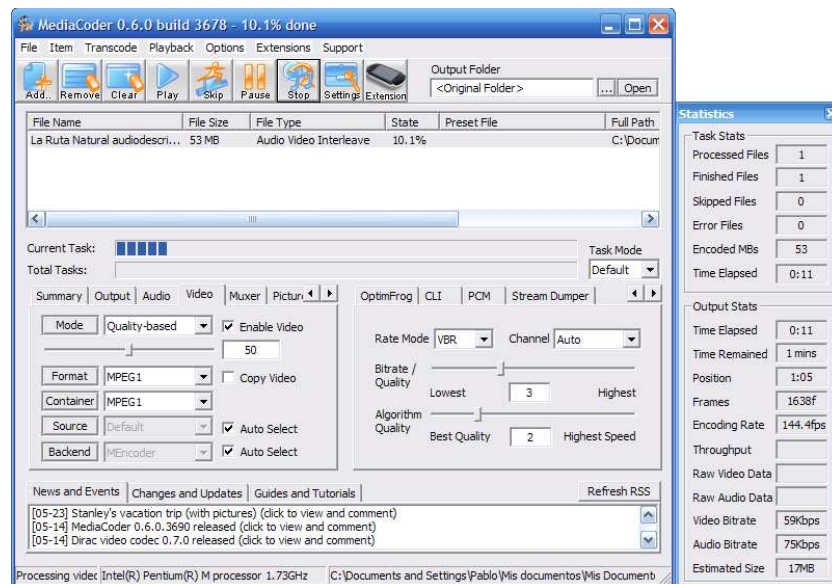 MediaCoder 0.6.0 build 3678 - 10.1% done
File Item Transcode Playback Options Extensions Support
Add.. Remove Clear Play Skip Pause Stop Settings Extension
Output Folder
<Original Folder> ... Open
File Name File Size File Type State Preset File Full Path
La Ruta Natural audiodescri... 53 MB Audio Video Interleave 10.1% C:\Docum
Current Task:
Total Tasks:
Task Mode
Default
Summary Output Audio Video Muxer Pictur
Mode Quality-based Enable Video
50
Format MPEG1 Copy Video
Container MPEG1
Source Default Auto Select
Backend MEncoder Auto Select
OptimFrog CLI PCM Stream Dumper
Rate Mode VBR Channel Auto
Bitrate / Quality
Lowest 3 Highest
Algorithm Quality
Best Quality 2 Highest Speed
News and Events Changes and Updates Guides and Tutorials Refresh RSS
[05-23] Stanley's vacation trip (with pictures) (click to view and comment)
[05-14] MediaCoder 0.6.0.3690 released (click to view and comment)
[05-14] Dirac video codec 0.7.0 released (click to view and comment)
Processing videc Intel(R) Pentium(R) M processor 1.73GHz C:\Documents and Settings\Pablo\Mis documentos\Mis Document
Statistics
Task Stats
Processed Files 1
Finished Files 1
Skipped Files 0
Error Files 0
Encoded MBs 53
Time Elapsed 0:11
Output Stats
Time Elapsed 0:11
Time Remained 1 mins
Position 1:05
Frames 1638f
Encoding Rate 144.4fps
Throughput
Raw Video Data
Raw Audio Data
Video Bitrate 59Kbps
Audio Bitrate 75Kbps
Estimated Size 17MB